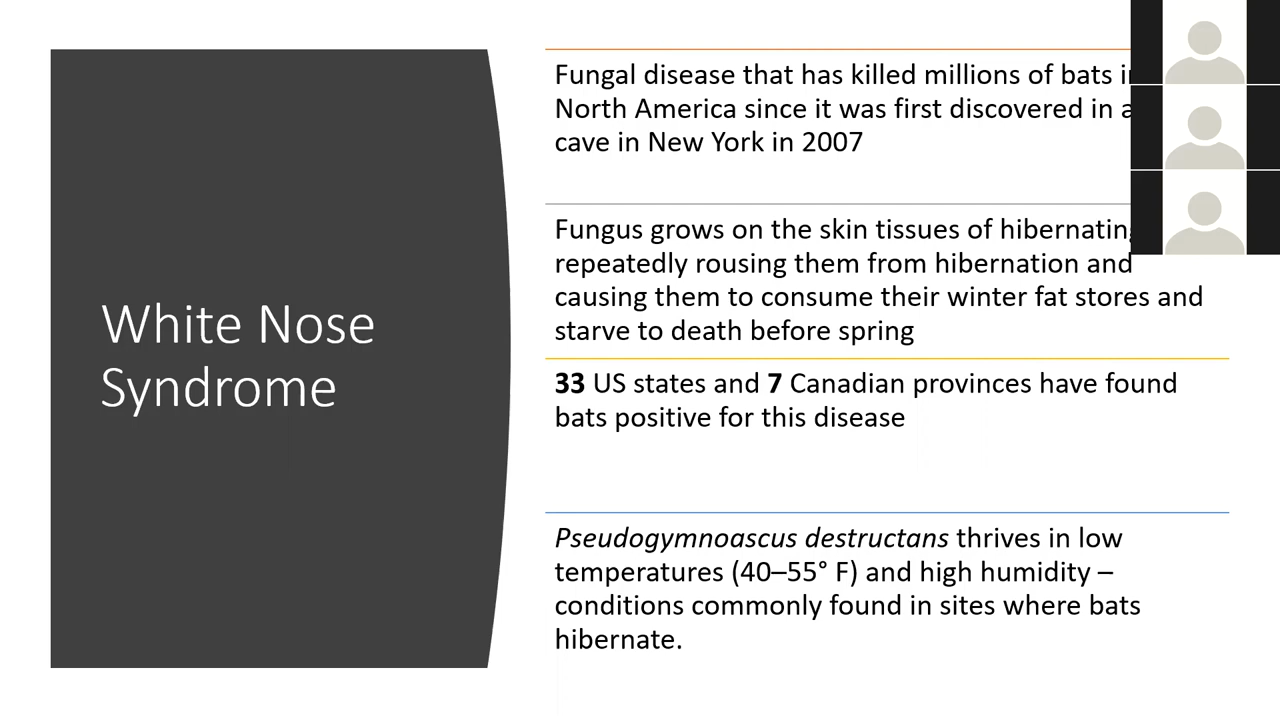 White Nose
Syndrome
Fungal disease that has killed millions of bats
North America since it was first discovered in a
cave in New York in 2007
Fungus grows on the skin tissues of hibernating
repeatedly rousing them from hibernation and
causing them to consume their winter fat stores and
starve to death before spring
33 US states and 7 Canadian provinces have found
bats positive for this disease
Pseudogymnoascus destructans thrives in low
temperatures (40–55° F) and high humidity –
conditions commonly found in sites where bats
hibernate.